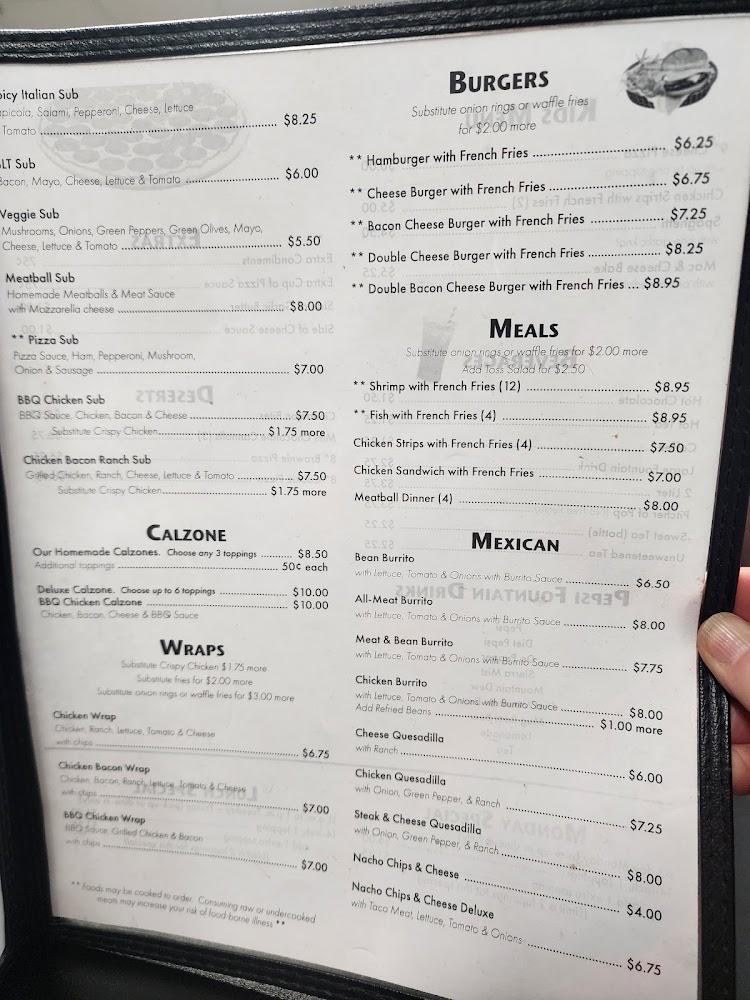 picy Italian Sub
apicola, Salami, Pepperoni, Cheese, Lettuce
Tomato ........ $8.25
BLT Sub
Bacon, Mayo, Cheese, Lettuce & Tomato ........ $6.00
Veggie Sub
Mushrooms, Onions, Green Peppers, Green Olives, Mayo,
Cheese, Lettuce & Tomato ........ $5.50
Meatball Sub
Homemade Meatballs & Meat Sauce
with Mozzarella cheese ........ $8.00
** Pizza Sub
Pizza Sauce, Ham, Pepperoni, Mushroom,
Onion & Sausage ........ $7.00
BBQ Chicken Sub
BBQ Sauce, Chicken, Bacon & Cheese ........ $7.50
Substitute Crispy Chicken ........ $1.75 more
Chicken Bacon Ranch Sub
Grilled Chicken, Ranch, Cheese, Lettuce & Tomato ........ $7.50
Substitute Crispy Chicken ........ $1.75 more
CALZONE
Our Homemade Calzones. Choose any 3 toppings ........ $8.50
Additional toppings ........ 50¢ each
Deluxe Calzone. Choose up to 6 toppings ........ $10.00
BBQ Chicken Calzone ........ $10.00
Chicken, Bacon, Cheese & BBQ Sauce
WRAPS
Substitute Crispy Chicken $1.75 more
Substitute fries for $2.00 more
Substitute onion rings or waffle fries for $3.00 more
Chicken Wrap
Chicken, Ranch, Lettuce, Tomato & Cheese
with chips ........ $6.75
Chicken Bacon Wrap
Chicken, Bacon, Ranch, Lettuce, Tomato & Cheese
with chips ........ $7.00
BBQ Chicken Wrap
BBQ Sauce, Grilled Chicken & Bacon
with chips ........ $7.00
** Foods may be cooked to order. Consuming raw or undercooked
meats may increase your risk of food-borne illness **
BURGERS
Substitute onion rings or waffle fries
for $2.00 more
** Hamburger with French Fries ........ $6.25
** Cheese Burger with French Fries ........ $6.75
** Bacon Cheese Burger with French Fries ........ $7.25
** Double Cheese Burger with French Fries ........ $8.25
** Double Bacon Cheese Burger with French Fries ... $8.95
MEALS
Substitute onion rings or waffle fries for $2.00 more
Add Toss Salad for $2.50
** Shrimp with French Fries (12) ........ $8.95
** Fish with French Fries (4) ........ $8.95
Chicken Strips with French Fries (4) ........ $7.50
Chicken Sandwich with French Fries ........ $7.00
Meatball Dinner (4) ........ $8.00
MEXICAN
Bean Burrito
with Lettuce, Tomato & Onions with Burrito Sauce ........ $6.50
All-Meat Burrito
with Lettuce, Tomato & Onions with Burrito Sauce ........ $8.00
Meat & Bean Burrito
with Lettuce, Tomato & Onions with Burrito Sauce ........ $7.75
Chicken Burrito
with Lettuce, Tomato & Onions with Burrito Sauce ........ $8.00
Add Refried Beans ........ $1.00 more
Cheese Quesadilla
with Ranch ........ $6.00
Chicken Quesadilla
with Onion, Green Pepper, & Ranch ........ $7.25
Steak & Cheese Quesadilla
with Onion, Green Pepper, & Ranch ........ $8.00
Nacho Chips & Cheese ........ $4.00
Nacho Chips & Cheese Deluxe
with Taco Meat, Lettuce, Tomato & Onions ........ $6.75